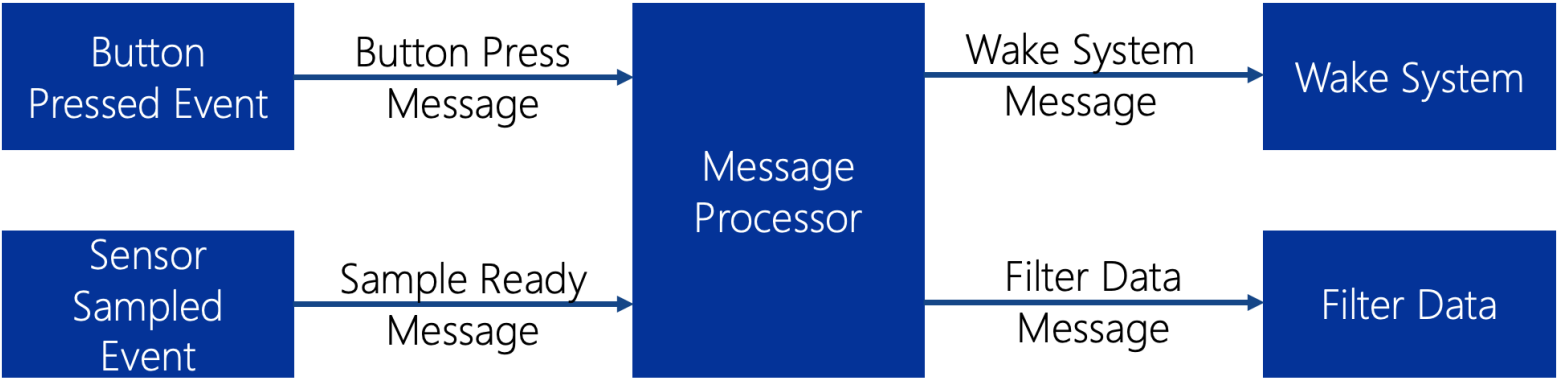 Button
Pressed Event
Button Press
Message
Message
Processor
Wake System
Message
Wake System
Sensor
Sampled
Event
Sample Ready
Message
Filter Data
Message
Filter Data